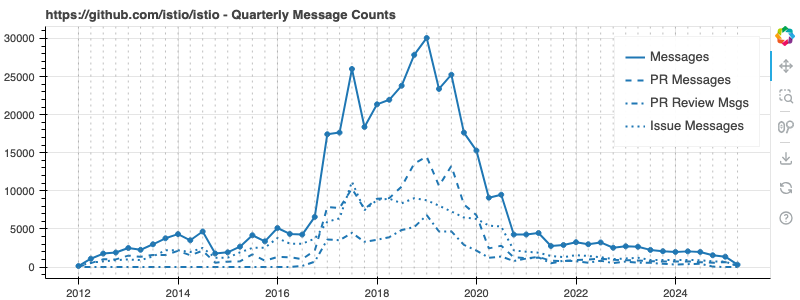 https://github.com/istio/istio - Quarterly Message Counts
30000
25000
20000
15000
10000
5000
0
Messages
PR Messages
PR Review Msgs
Issue Messages
2012 2014 2016 2018 2020 2022 2024